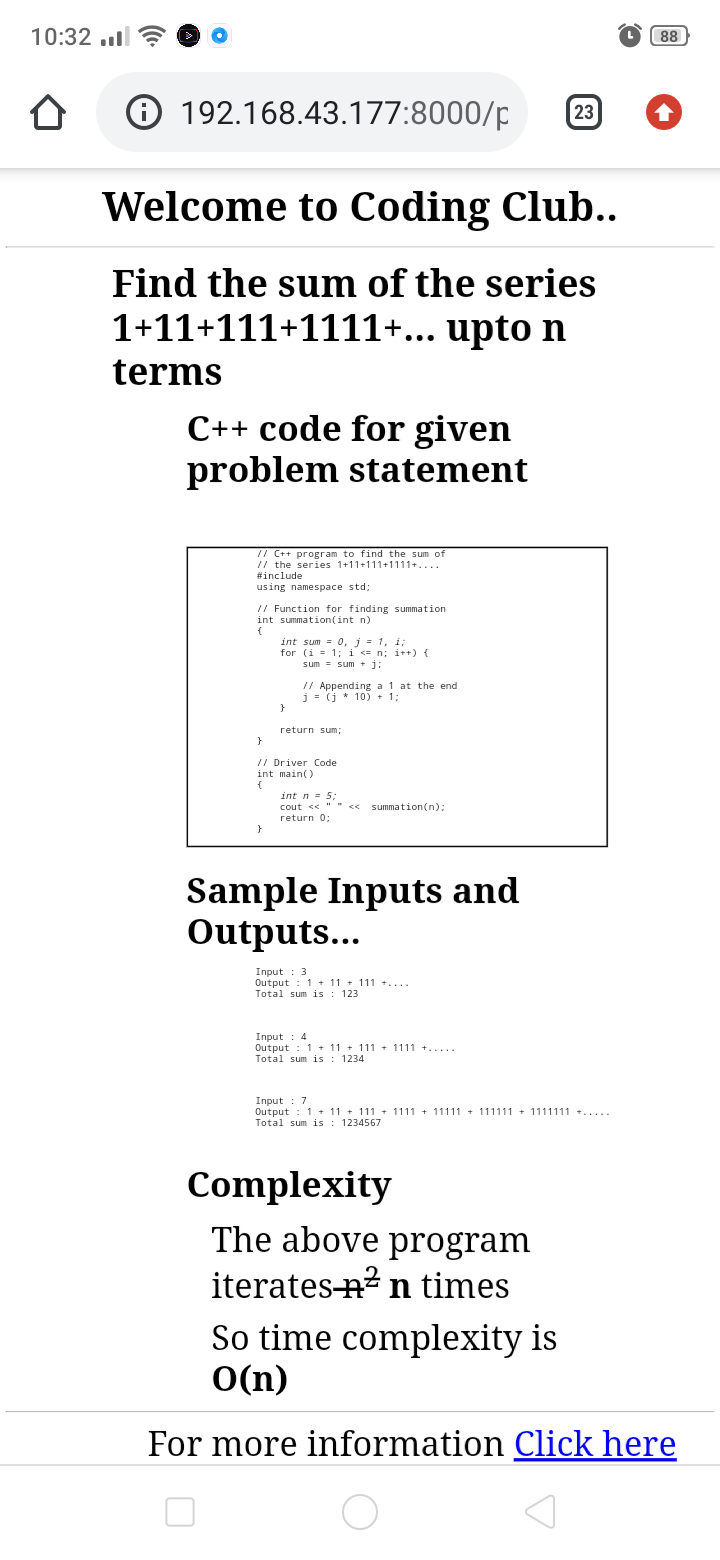 10:32
88
192.168.43.177:8000/p
23
Welcome to Coding Club..
Find the sum of the series
1+11+111+1111+... upto n
terms
C++ code for given
problem statement
// C++ program to find the sum of
// the series 1+11+111+1111+....
#include
using namespace std;
// Function for finding summation
int summation(int n)
{
int sum = 0, j = 1, i;
for (i = 1; i <= n; i++) {
sum = sum + j;
// Appending a 1 at the end
j = (j * 10) + 1;
}
return sum;
}
// Driver Code
int main()
{
int n = 5;
cout << " " <<  summation(n);
return 0;
}
Sample Inputs and
Outputs...
Input : 3
Output : 1 + 11 + 111 +....
Total sum is : 123
Input : 4
Output : 1 + 11 + 111 + 1111 +.....
Total sum is : 1234
Input : 7
Output : 1 + 11 + 111 + 1111 + 11111 + 111111 + 1111111 +.....
Total sum is : 1234567
Complexity
The above program
iterates n² n times
So time complexity is
O(n)
For more information Click here